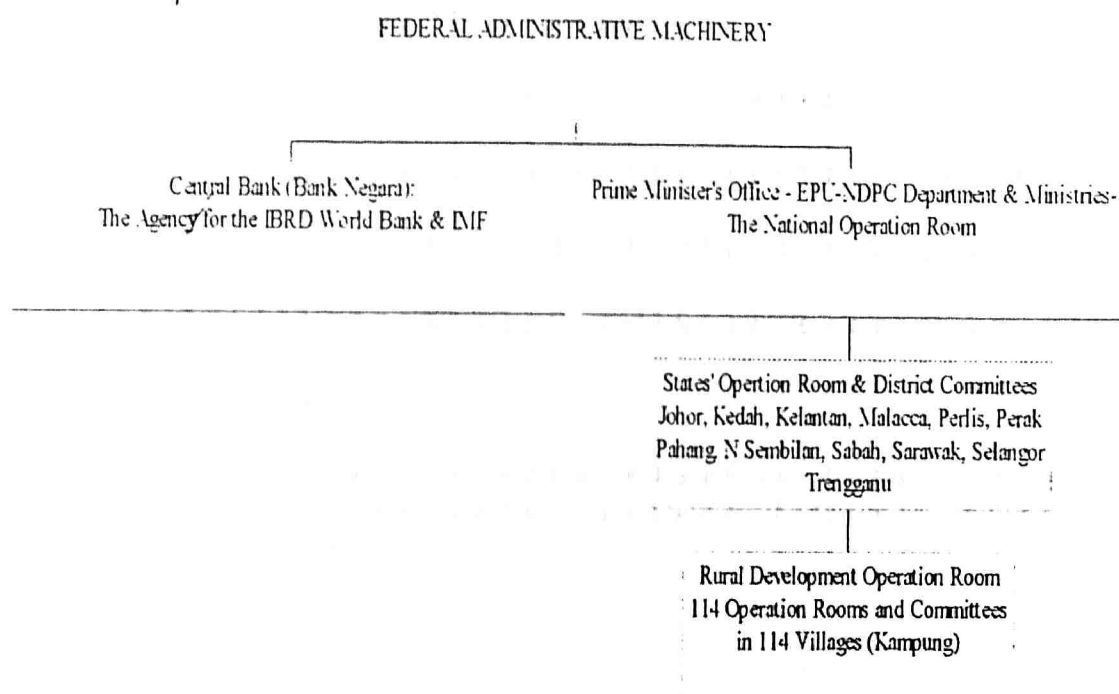 FEDERAL ADMINISTRATIVE MACHINERY
Central Bank (Bank Negara):
The Agency for the IBRD World Bank & IMF
Prime Minister's Office - EPU-NDPC Department & Ministries-
The National Operation Room
States' Opertion Room & District Committees
Johor, Kedah, Kelantan, Malacca, Perlis, Perak
Pahang, N Sembilan, Sabah, Sarawak, Selangor
Trengganu
Rural Development Operation Room
114 Operation Rooms and Committees
in 114 Villages (Kampung)